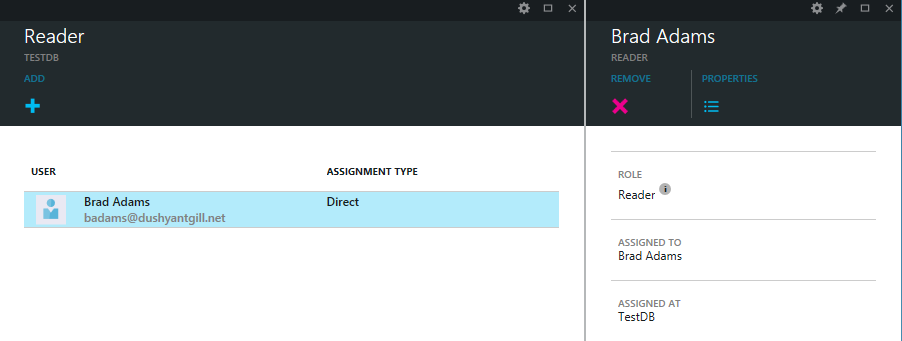 Reader
TESTDB
ADD
USER
ASSIGNMENT TYPE
Brad Adams
Direct
badams@dushyantgill.net
Brad Adams
READER
REMOVE
PROPERTIES
ROLE
Reader
ASSIGNED TO
Brad Adams
ASSIGNED AT
TestDB